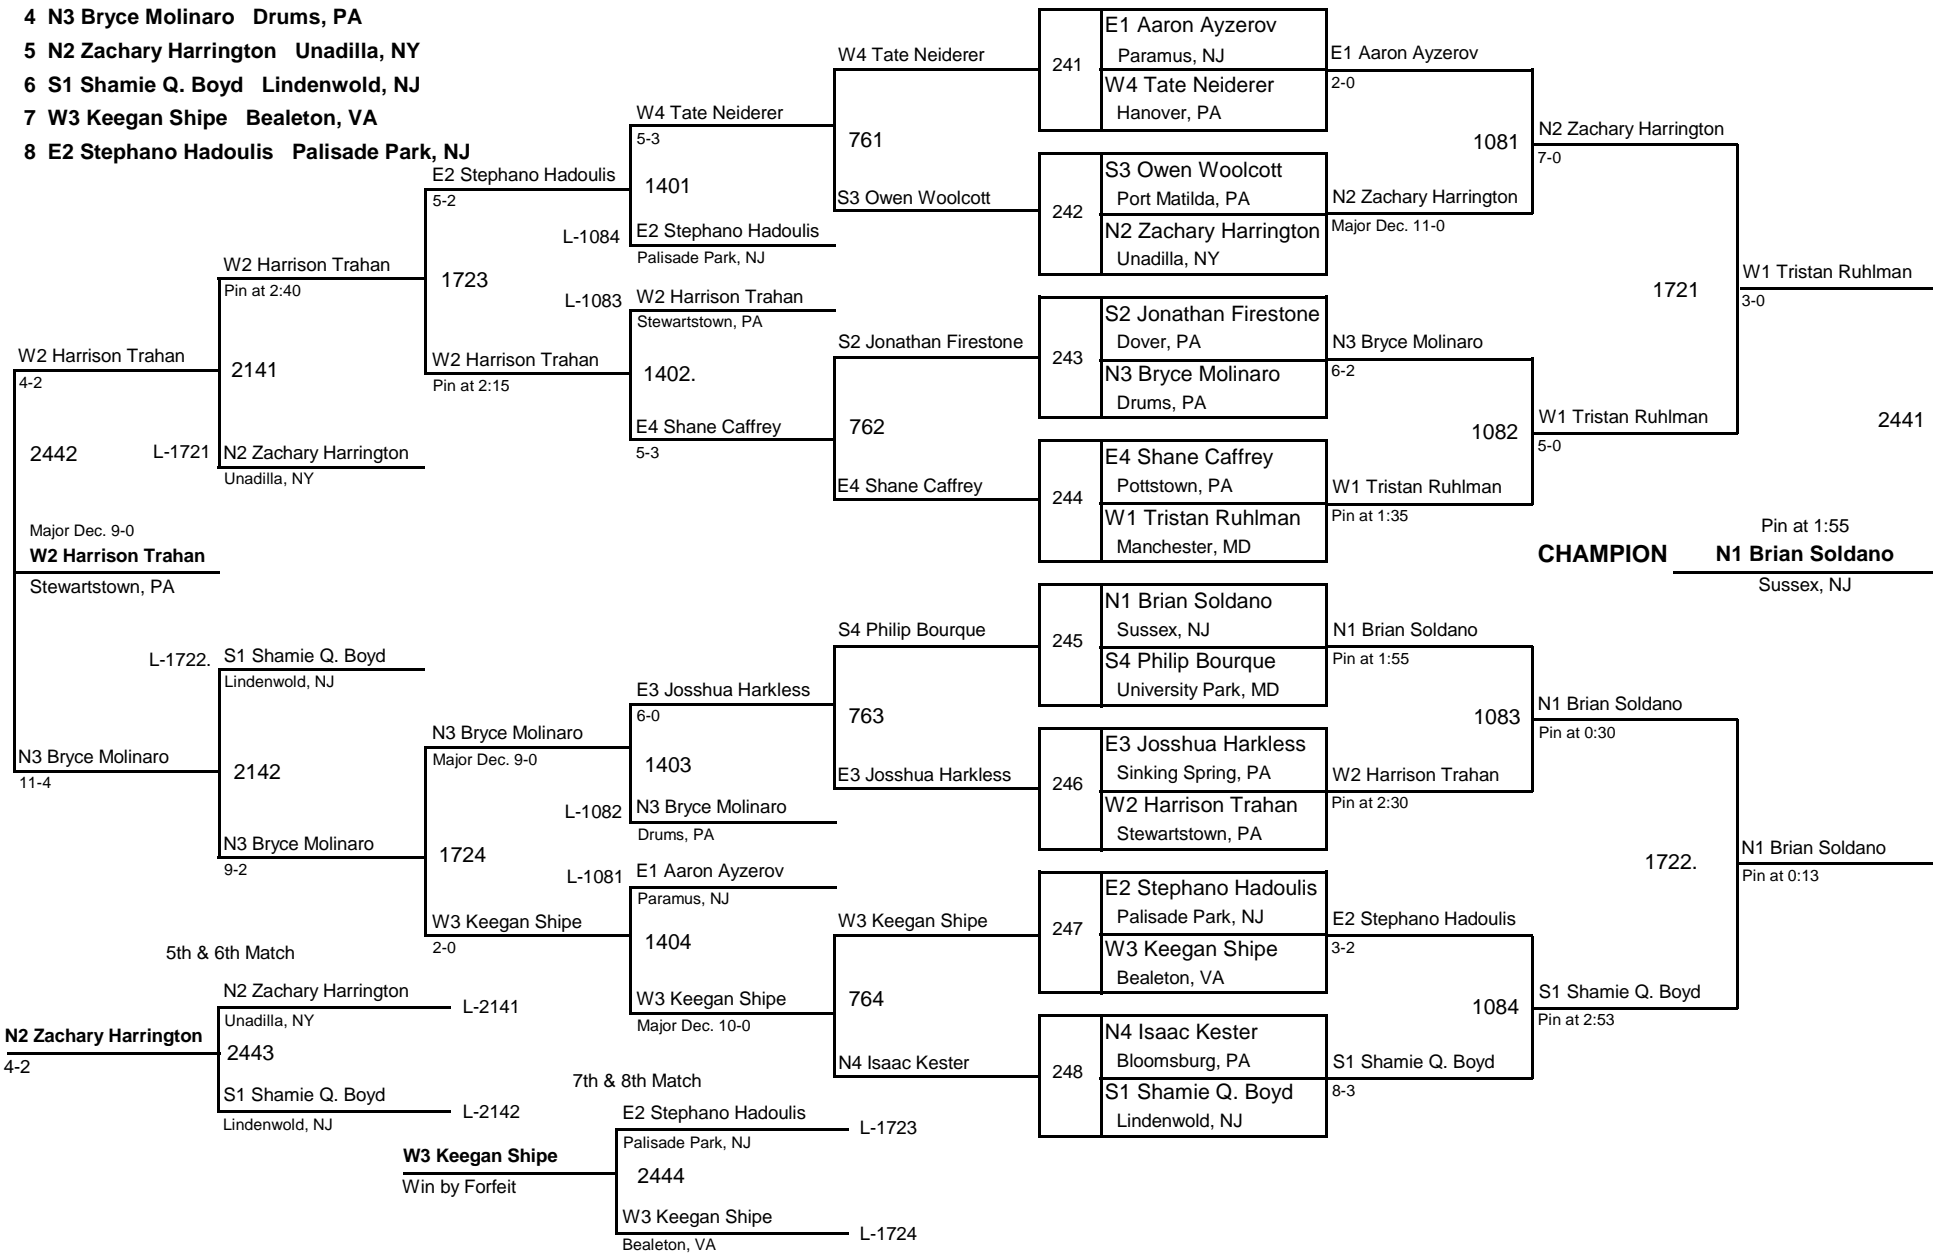 4 N3 Bryce Molinaro Drums, PA
5 N2 Zachary Harrington Unadilla, NY
6 S1 Shamie Q. Boyd Lindenwold, NJ
7 W3 Keegan Shipe Bealeton, VA
8 E2 Stephano Hadoulis Palisade Park, NJ
W2 Harrison Trahan
4-2
2442
Major Dec. 9-0
W2 Harrison Trahan
Stewartstown, PA
N3 Bryce Molinaro
11-4
W2 Harrison Trahan
Pin at 2:40
2141
L-1721 N2 Zachary Harrington
Unadilla, NY
L-1722. S1 Shamie Q. Boyd
Lindenwold, NJ
2142
N3 Bryce Molinaro
9-2
E2 Stephano Hadoulis
5-2
1723
W2 Harrison Trahan
Pin at 2:15
N3 Bryce Molinaro
Major Dec. 9-0
1724
W3 Keegan Shipe
2-0
W4 Tate Neiderer
5-3
1401
L-1084 E2 Stephano Hadoulis
Palisade Park, NJ
L-1083 W2 Harrison Trahan
Stewartstown, PA
1402.
E4 Shane Caffrey
5-3
E3 Josshua Harkless
6-0
1403
L-1082 N3 Bryce Molinaro
Drums, PA
L-1081 E1 Aaron Ayzerov
Paramus, NJ
1404
W3 Keegan Shipe
Major Dec. 10-0
W4 Tate Neiderer
761
S3 Owen Woolcott
S2 Jonathan Firestone
762
E4 Shane Caffrey
S4 Philip Bourque
763
E3 Josshua Harkless
W3 Keegan Shipe
764
N4 Isaac Kester
241
E1 Aaron Ayzerov
Paramus, NJ
W4 Tate Neiderer
Hanover, PA
242
S3 Owen Woolcott
Port Matilda, PA
N2 Zachary Harrington
Unadilla, NY
243
S2 Jonathan Firestone
Dover, PA
N3 Bryce Molinaro
Drums, PA
244
E4 Shane Caffrey
Pottstown, PA
W1 Tristan Ruhlman
Manchester, MD
245
N1 Brian Soldano
Sussex, NJ
S4 Philip Bourque
University Park, MD
246
E3 Josshua Harkless
Sinking Spring, PA
W2 Harrison Trahan
Stewartstown, PA
247
E2 Stephano Hadoulis
Palisade Park, NJ
W3 Keegan Shipe
Bealeton, VA
248
N4 Isaac Kester
Bloomsburg, PA
S1 Shamie Q. Boyd
Lindenwold, NJ
E1 Aaron Ayzerov
2-0
1081
N2 Zachary Harrington
Major Dec. 11-0
N3 Bryce Molinaro
6-2
1082
W1 Tristan Ruhlman
Pin at 1:35
N1 Brian Soldano
Pin at 1:55
1083
W2 Harrison Trahan
Pin at 2:30
E2 Stephano Hadoulis
3-2
1084
S1 Shamie Q. Boyd
8-3
N2 Zachary Harrington
7-0
1721
W1 Tristan Ruhlman
5-0
N1 Brian Soldano
Pin at 0:30
1722.
S1 Shamie Q. Boyd
Pin at 2:53
W1 Tristan Ruhlman
3-0
2441
Pin at 1:55
CHAMPION N1 Brian Soldano
Sussex, NJ
N1 Brian Soldano
Pin at 0:13
5th & 6th Match
N2 Zachary Harrington L-2141
Unadilla, NY
N2 Zachary Harrington
4-2
2443
S1 Shamie Q. Boyd L-2142
Lindenwold, NJ
7th & 8th Match
E2 Stephano Hadoulis L-1723
Palisade Park, NJ
W3 Keegan Shipe
Win by Forfeit
2444
W3 Keegan Shipe L-1724
Bealeton, VA